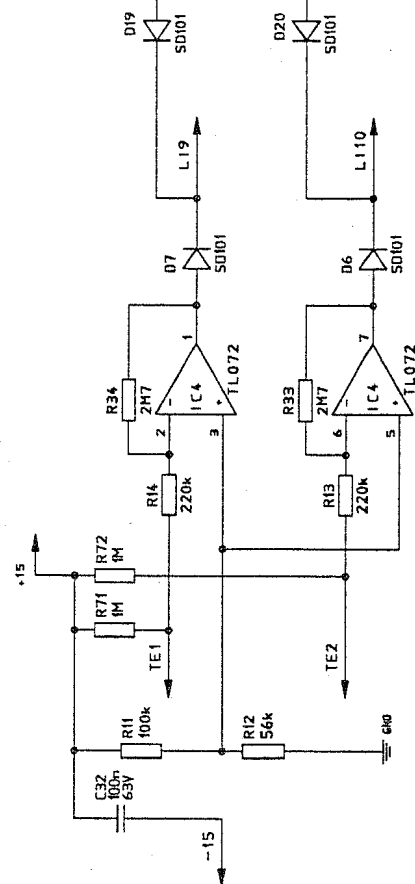 D19
SD101
D20
SD101
L19
L110
D7
SD101
D6
SD101
R34
2M7
2
-
1
IC4
3
+
TL072
R33
2M7
6
-
7
IC4
5
+
TL072
R14
220k
R13
220k
+15
R72
1M
R71
1M
TE1
TE2
R11
100k
R12
56k
C32
100n
63V
GND
-15